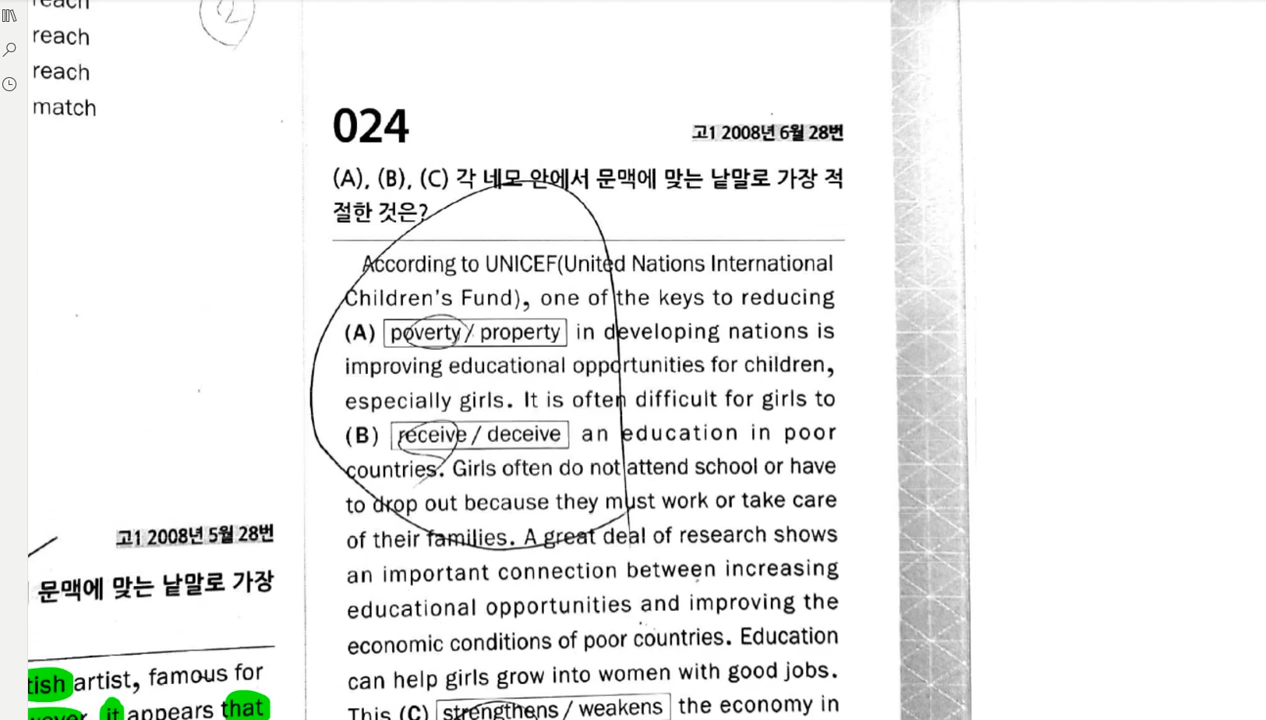 reach
reach
match
024
고1 2008년 6월 28번
(A), (B), (C) 각 네모 안에서 문맥에 맞는 낱말로 가장 적
절한 것은?
According to UNICEF(United Nations International
Children's Fund), one of the keys to reducing
(A) poverty / property in developing nations is
improving educational opportunities for children,
especially girls. It is often difficult for girls to
(B) receive / deceive an education in poor
countries. Girls often do not attend school or have
to drop out because they must work or take care
of their families. A great deal of research shows
an important connection between increasing
educational opportunities and improving the
economic conditions of poor countries. Education
can help girls grow into women with good jobs.
This (C) strengthens / weakens the economy in
고1 2008년 5월 28번
문맥에 맞는 낱말로 가장
tish artist, famous for
it appears that